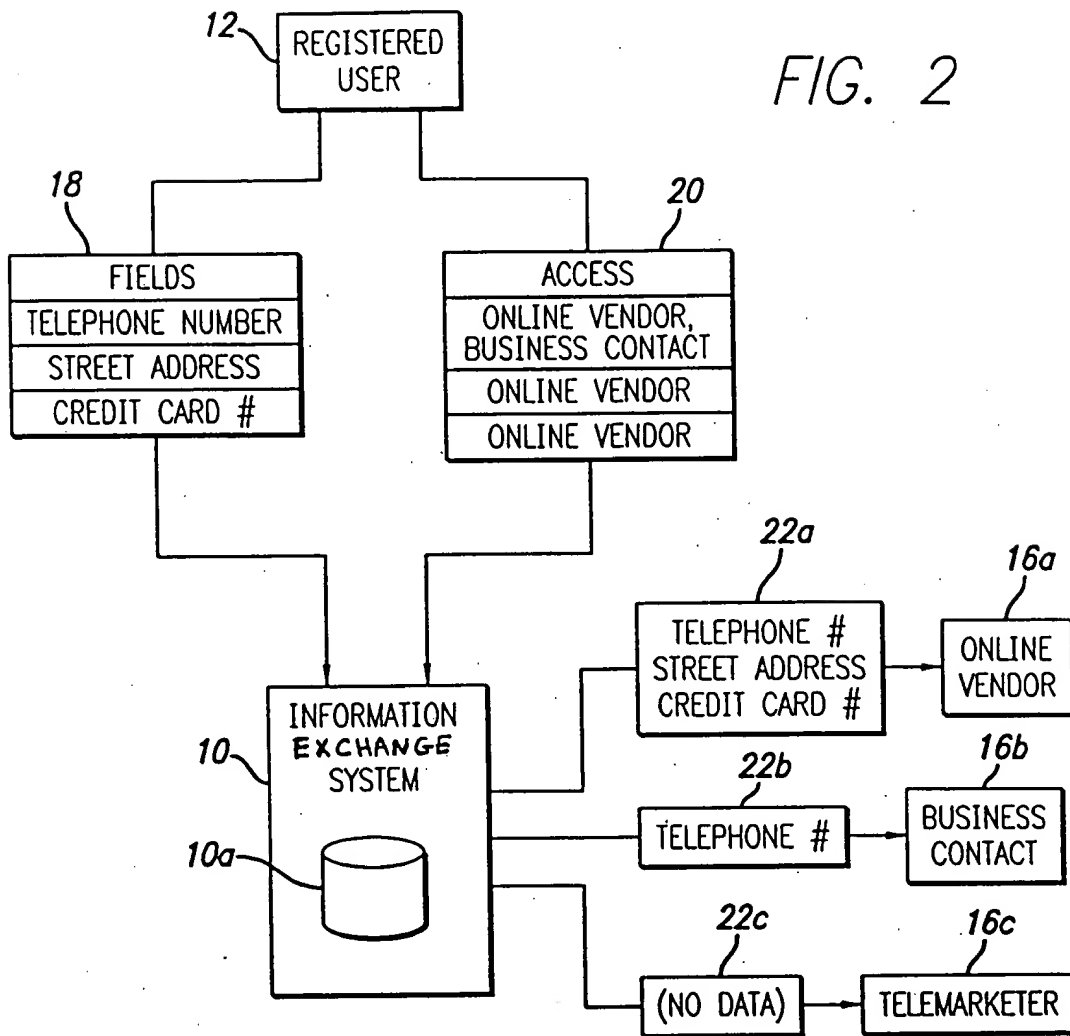 12
REGISTERED
USER
FIG. 2
18
FIELDS
TELEPHONE NUMBER
STREET ADDRESS
CREDIT CARD #
20
ACCESS
ONLINE VENDOR,
BUSINESS CONTACT
ONLINE VENDOR
ONLINE VENDOR
10
INFORMATION
EXCHANGE
SYSTEM
10a
22a
TELEPHONE #
STREET ADDRESS
CREDIT CARD #
16a
ONLINE
VENDOR
22b
TELEPHONE #
16b
BUSINESS
CONTACT
22c
(NO DATA)
16c
TELEMARKETER